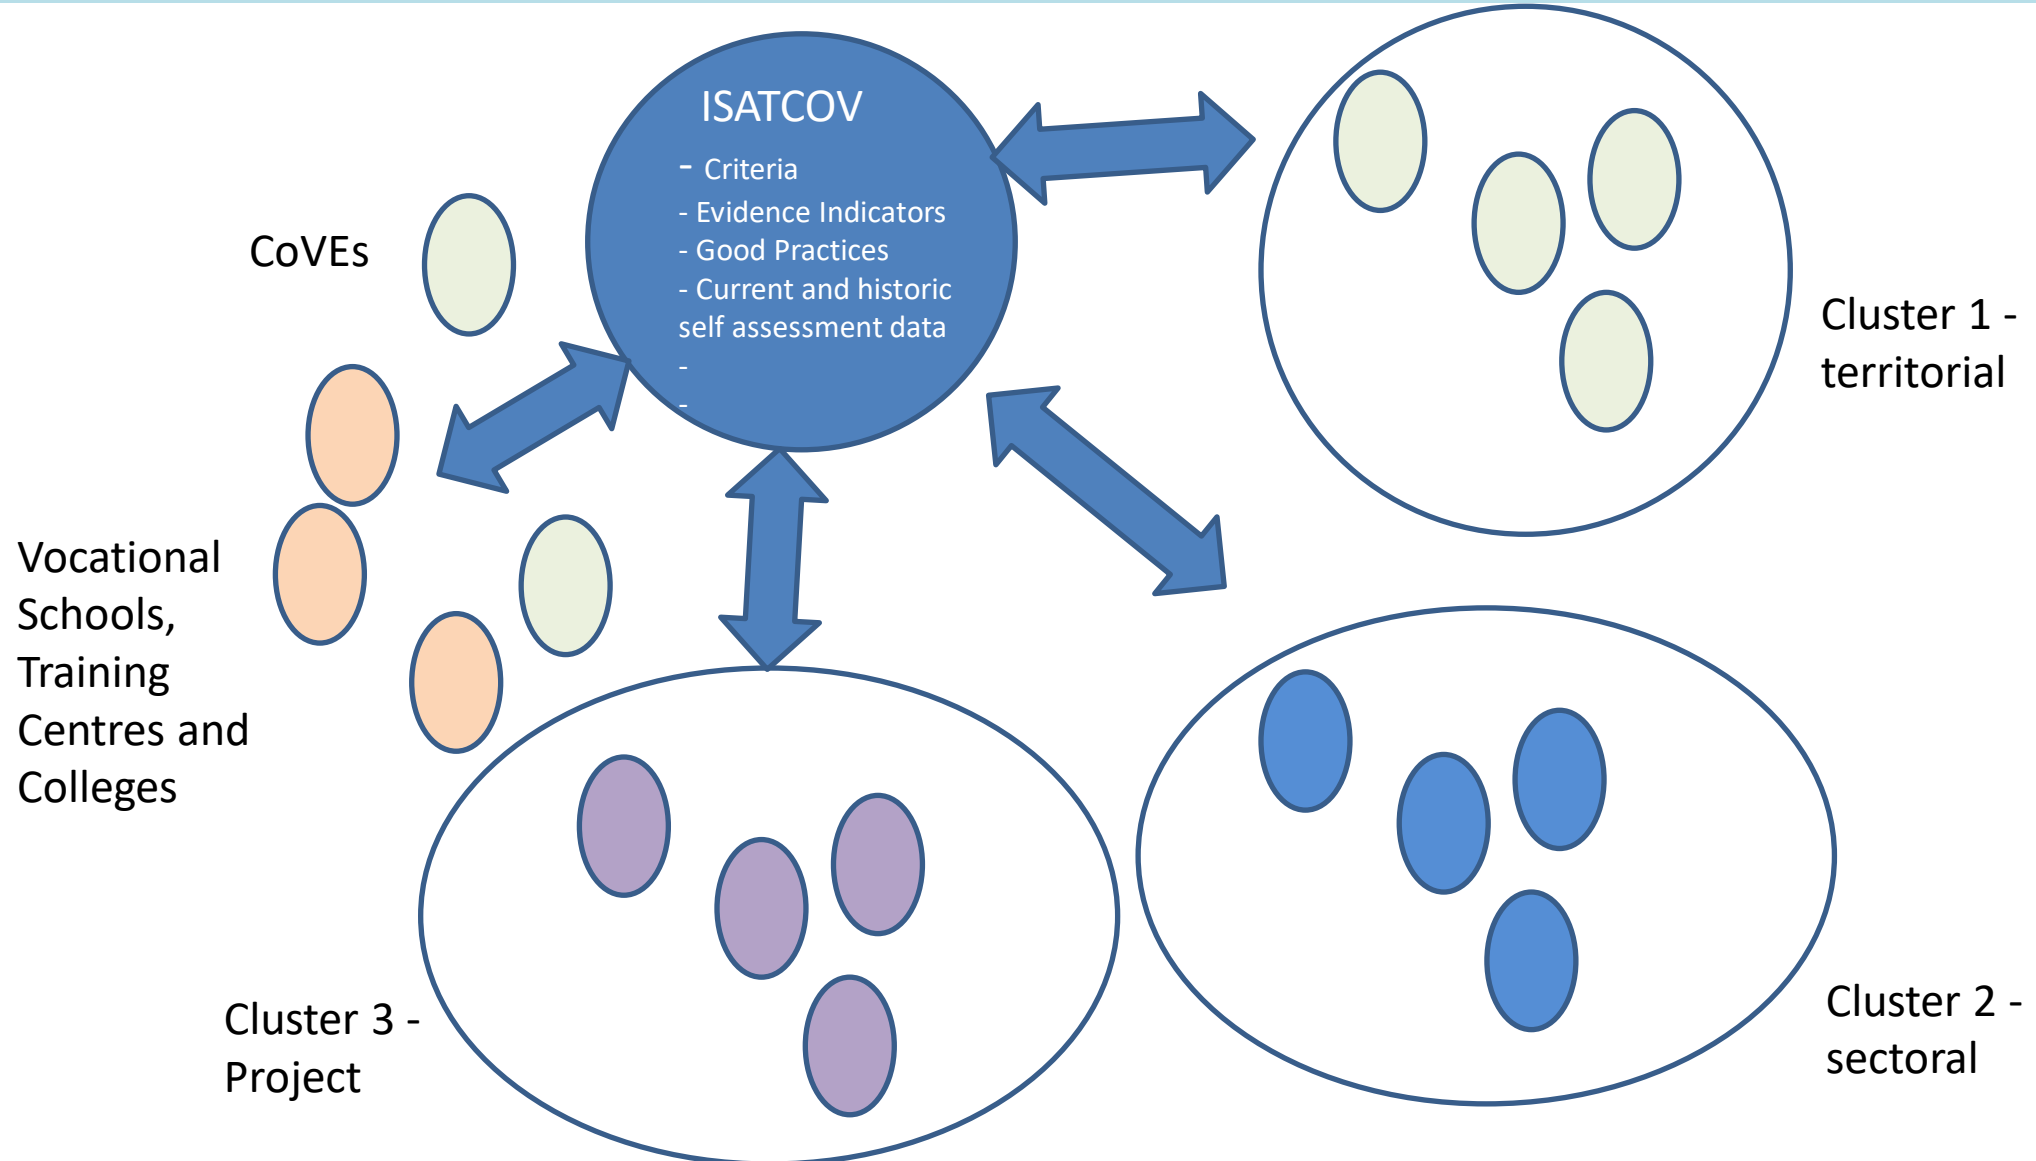 ISATCOV
- Criteria
- Evidence Indicators
- Good Practices
- Current and historic
self assessment data
-
-
CoVEs
Vocational
Schools,
Training
Centres and
Colleges
Cluster 1 -
territorial
Cluster 2 -
sectoral
Cluster 3 -
Project